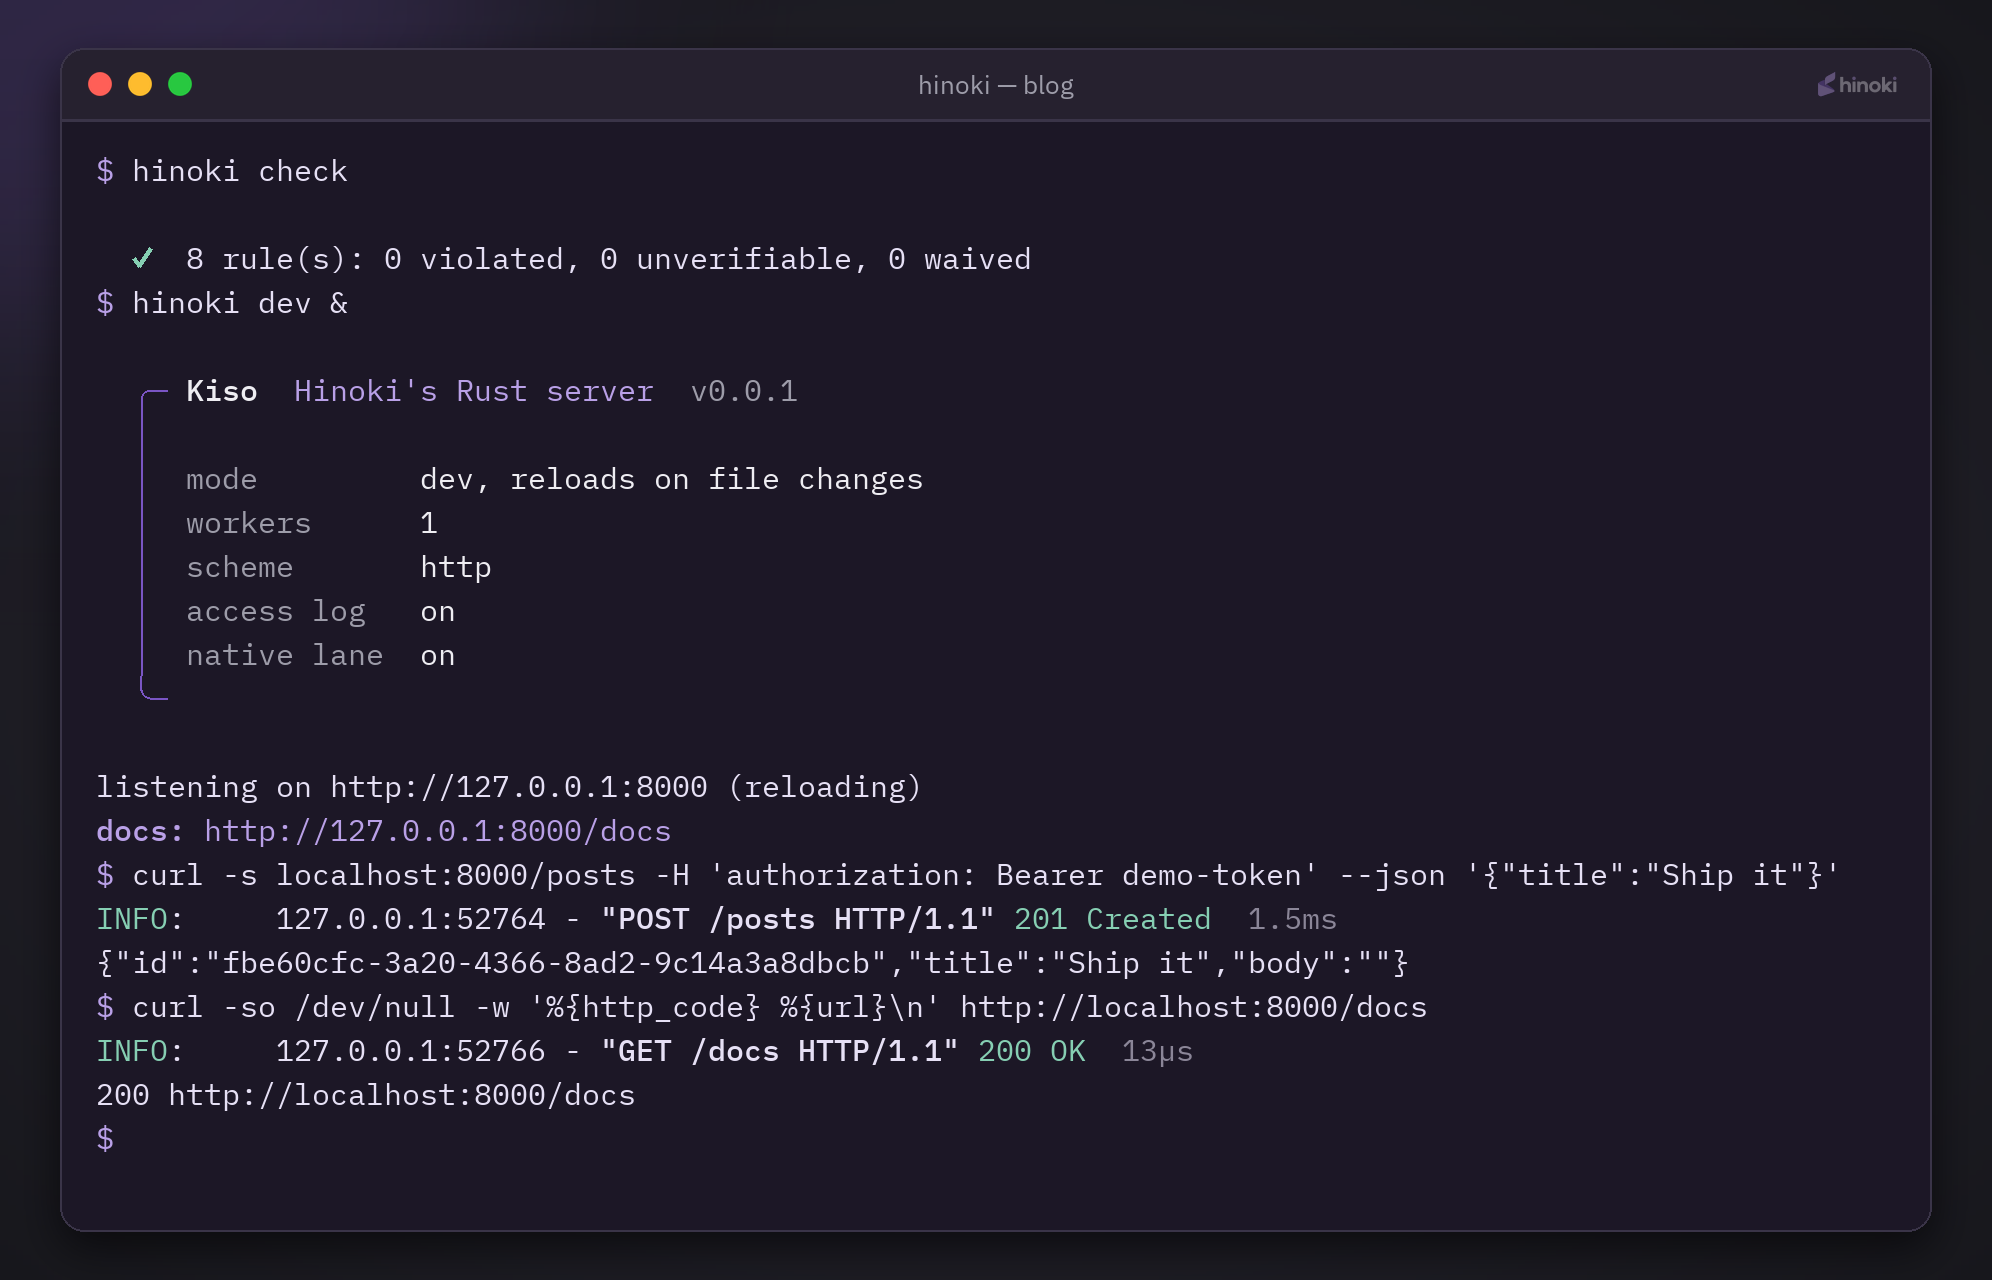 hinoki — blog
hinoki
$ hinoki check
✓ 8 rule(s): 0 violated, 0 unverifiable, 0 waived
$ hinoki dev &
Kiso Hinoki's Rust server v0.0.1
mode dev, reloads on file changes
workers 1
scheme http
access log on
native lane on
listening on http://127.0.0.1:8000 (reloading)
docs: http://127.0.0.1:8000/docs
$ curl -s localhost:8000/posts -H 'authorization: Bearer demo-token' --json '{"title":"Ship it"}'
INFO: 127.0.0.1:52764 - "POST /posts HTTP/1.1" 201 Created 1.5ms
{"id":"fbe60cfc-3a20-4366-8ad2-9c14a3a8dbcb","title":"Ship it","body":""}
$ curl -so /dev/null -w '%{http_code} %{url}\n' http://localhost:8000/docs
INFO: 127.0.0.1:52766 - "GET /docs HTTP/1.1" 200 OK 13µs
200 http://localhost:8000/docs
$